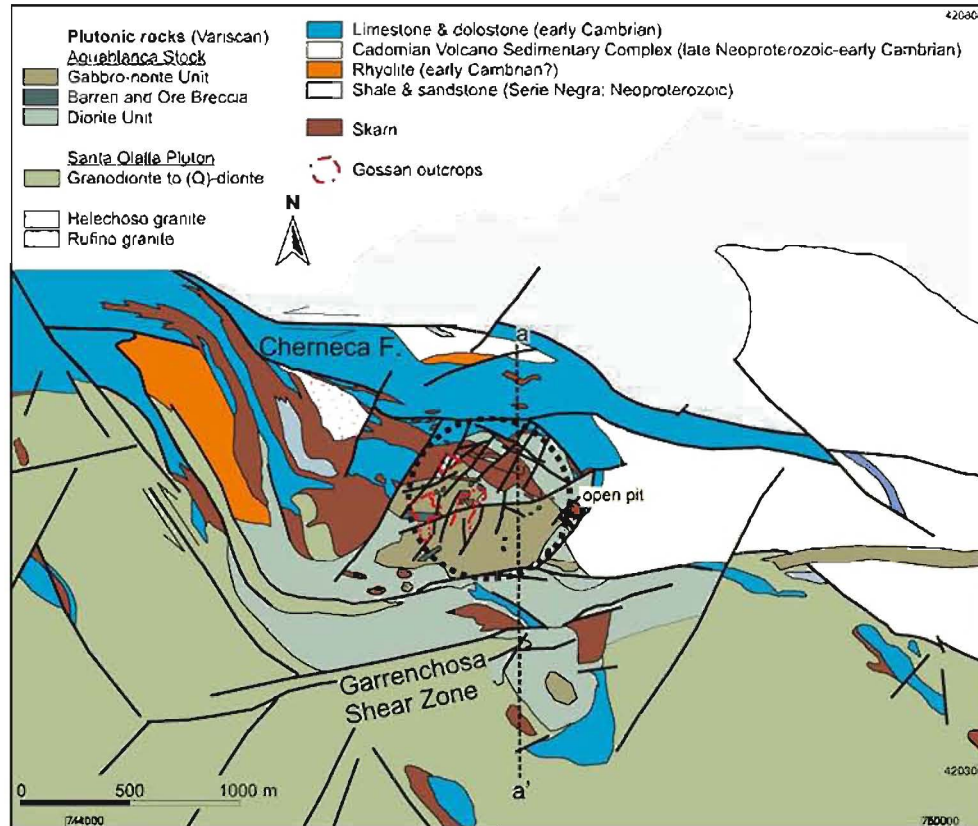 Plutonic rocks (Variscan)
Aguablanca Stock
Gabbro-norite Unit
Barren and Ore Breccia
Diorite Unit
Santa Olalla Pluton
Granodiorite to (Q)-diorite
Helechoso granite
Rufino granite
Limestone & dolostone (early Cambrian)
Cadomian Volcano Sedimentary Complex (late Neoproterozoic-early Cambrian)
Rhyolite (early Cambrian?)
Shale & sandstone (Serie Negra; Neoproterozoic)
Skarn
Gossan outcrops
N
Cherneca F.
a
open pit
Garrenchosa
Shear Zone
a'
0 500 1000 m
744000